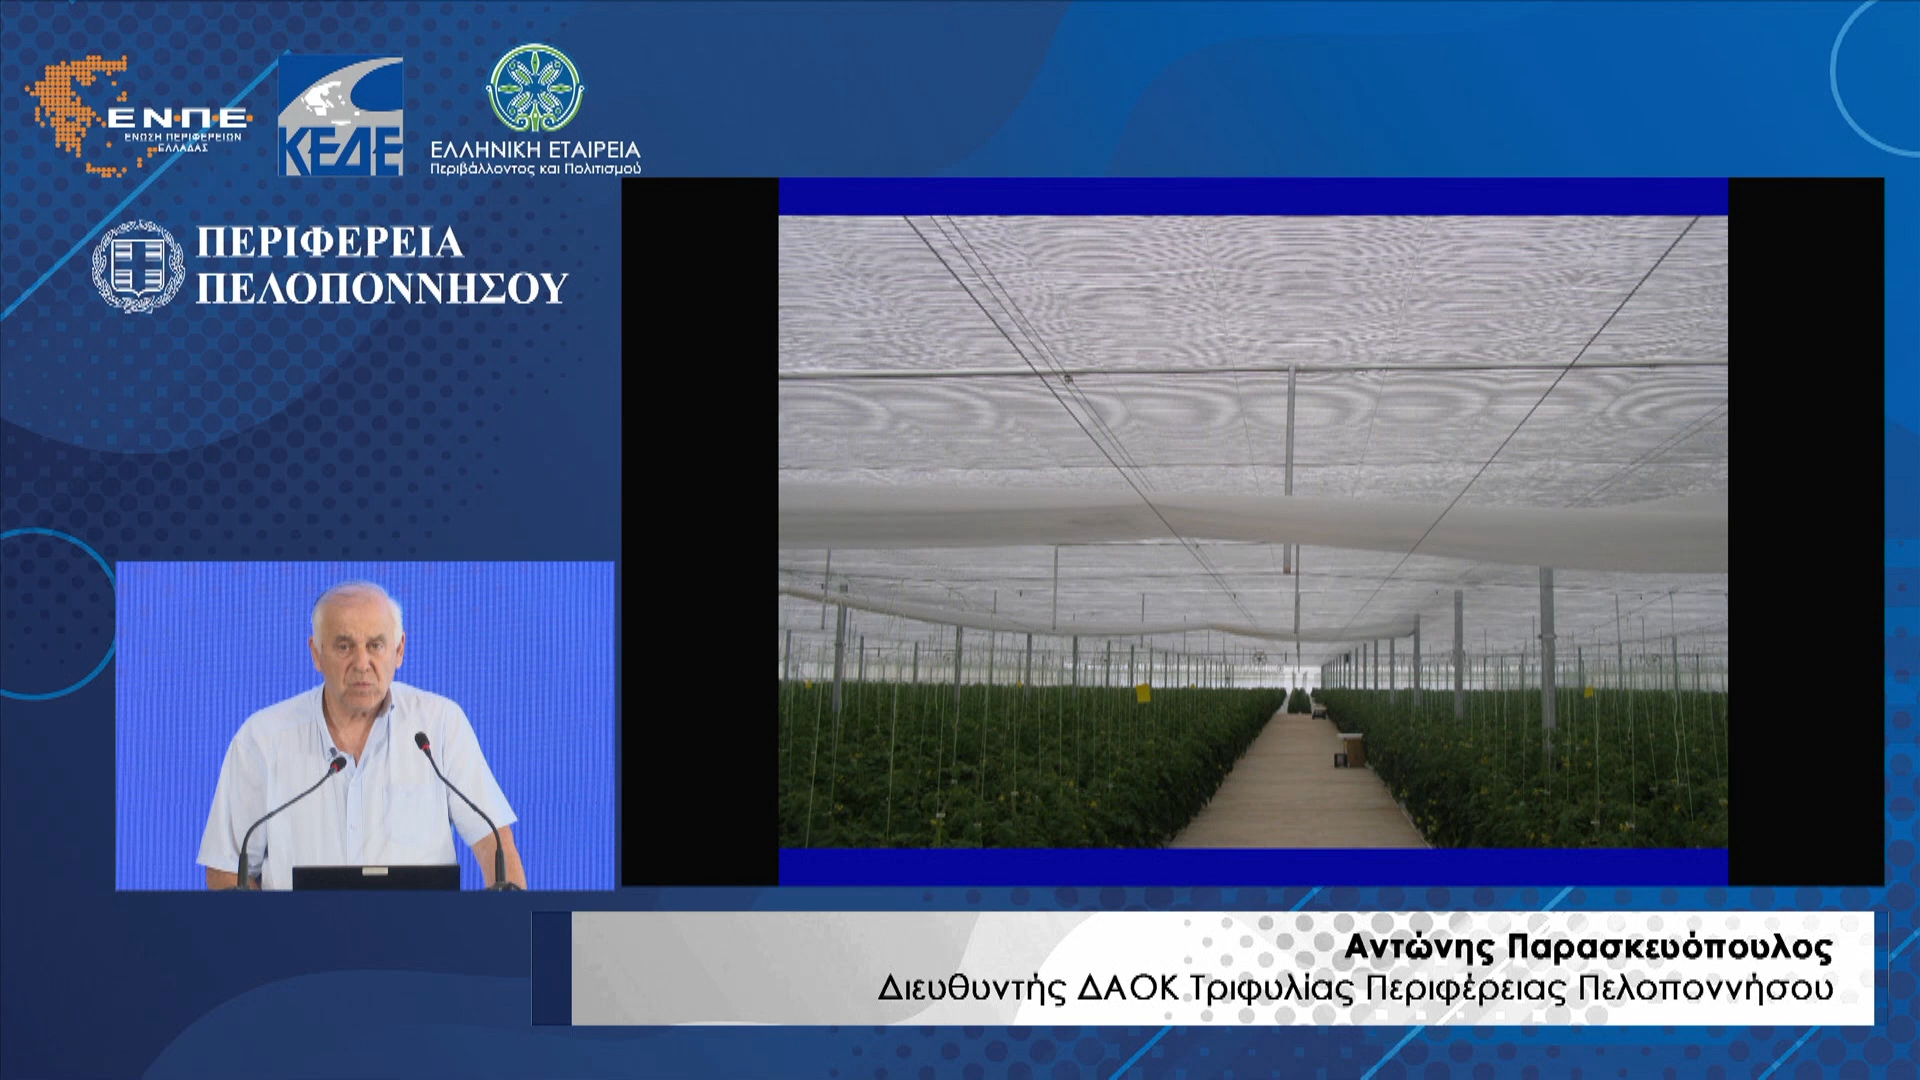 ΕΝΠΕ
ΕΝΩΣΗ ΠΕΡΙΦΕΡΕΙΩΝ
ΕΛΛΑΔΑΣ
ΚΕΔΕ
ΕΛΛΗΝΙΚΗ ΕΤΑΙΡΕΙΑ
Περιβάλλοντος και Πολιτισμού
ΠΕΡΙΦΕΡΕΙΑ
ΠΕΛΟΠΟΝΝΗΣΟΥ
Αντώνης Παρασκευόπουλος
Διευθυντής ΔΑΟΚ Τριφυλίας Περιφέρειας Πελοποννήσου